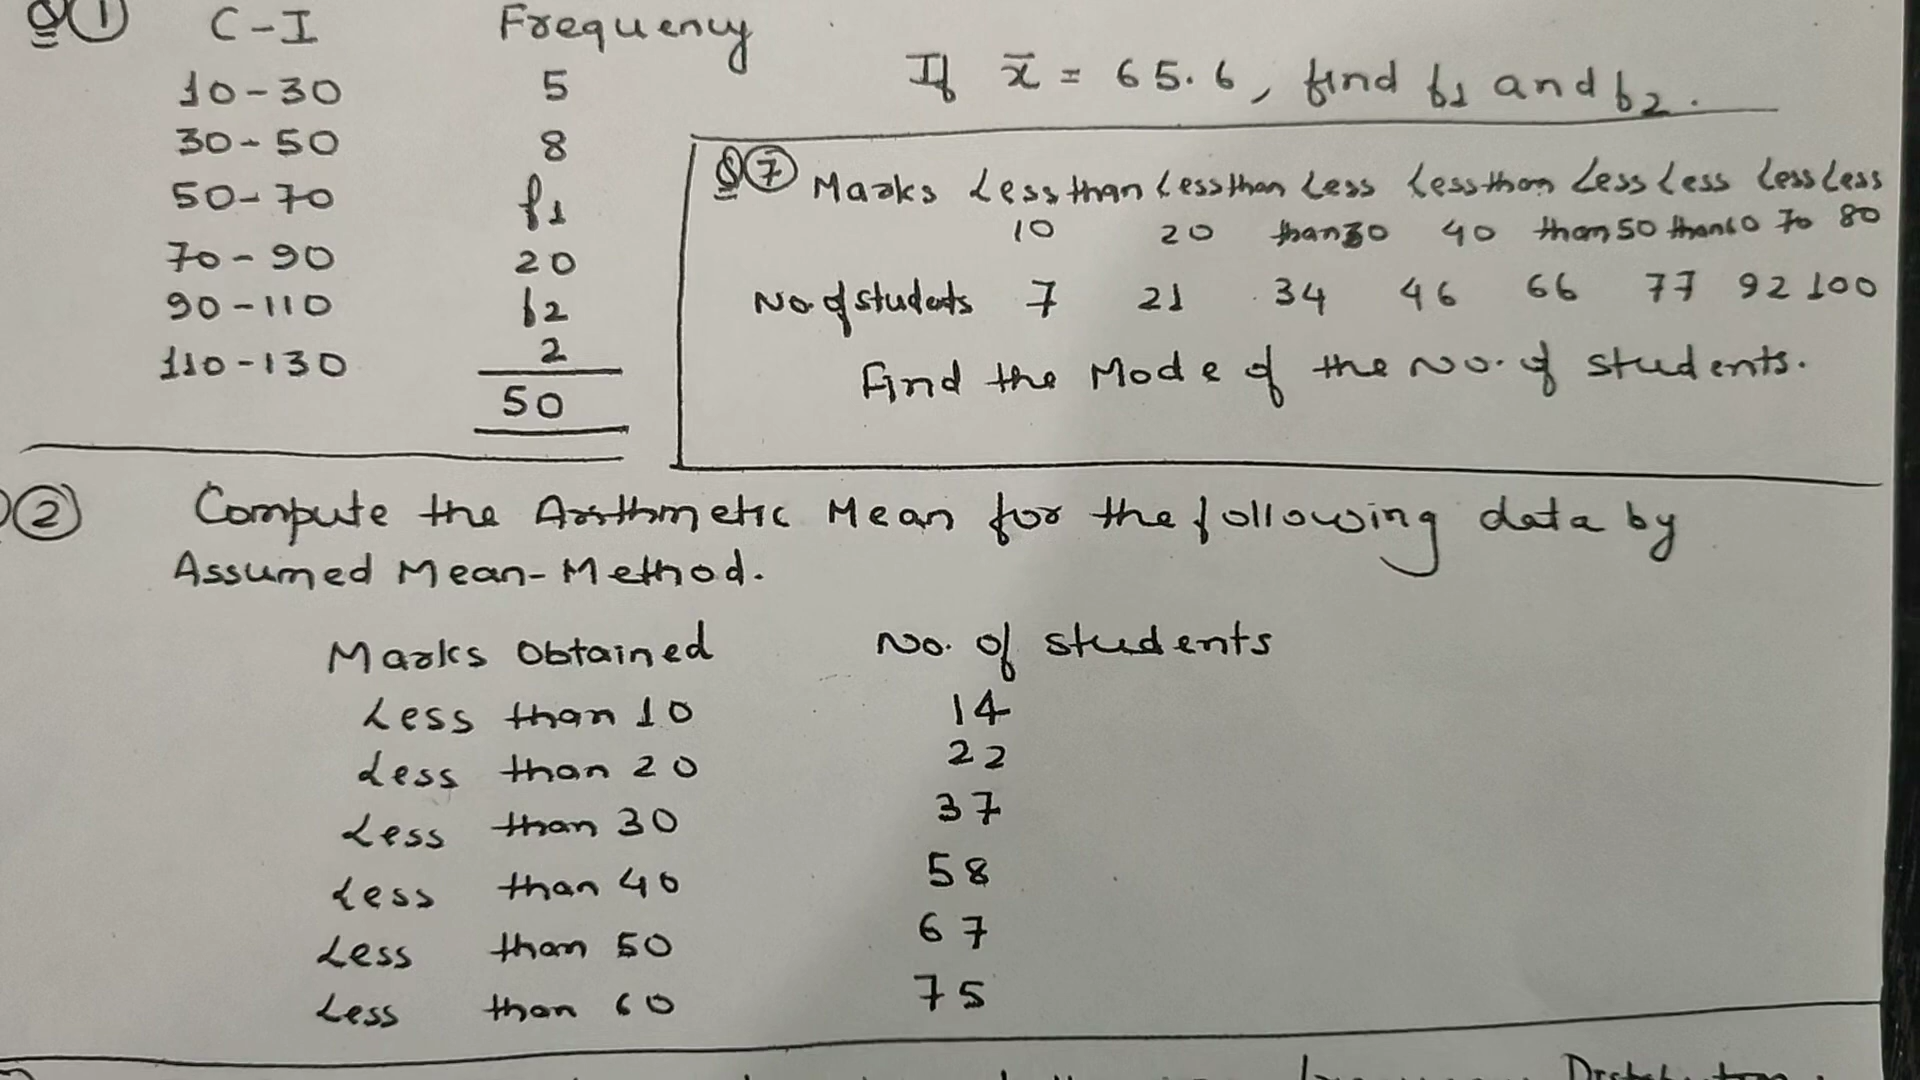 Q① C-I Frequency
10-30 5
30-50 8
50-70 f1
70-90 20
90-110 f2
110-130 2
50
If x̄ = 65.6, find f1 and f2.
Q⑦ Marks Less than Less than Less Less than Less Less Less Less
10 20 than 30 40 than 50 than 60 70 80
No. of students 7 21 34 46 66 77 92 100
Find the Mode of the No. of students.
② Compute the Arithmetic Mean for the following data by
Assumed Mean-Method.
Marks Obtained No. of students
Less than 10 14
Less than 20 22
Less than 30 37
Less than 40 58
Less than 50 67
Less than 60 75